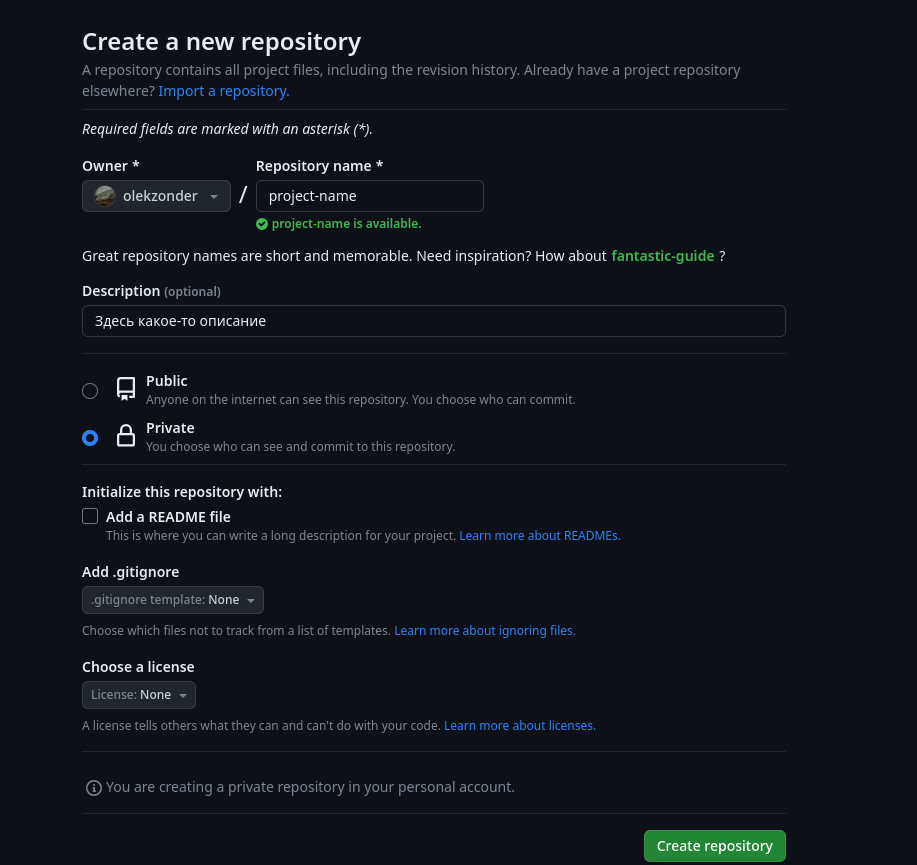 Create a new repository
A repository contains all project files, including the revision history. Already have a project repository
elsewhere? Import a repository.
Required fields are marked with an asterisk (*).
Owner *
Repository name *
olekzonder
/
project-name
project-name is available.
Great repository names are short and memorable. Need inspiration? How about fantastic-guide ?
Description (optional)
Здесь какое-то описание
Public
Anyone on the internet can see this repository. You choose who can commit.
Private
You choose who can see and commit to this repository.
Initialize this repository with:
Add a README file
This is where you can write a long description for your project. Learn more about READMEs.
Add .gitignore
.gitignore template: None
Choose which files not to track from a list of templates. Learn more about ignoring files.
Choose a license
License: None
A license tells others what they can and can't do with your code. Learn more about licenses.
You are creating a private repository in your personal account.
Create repository